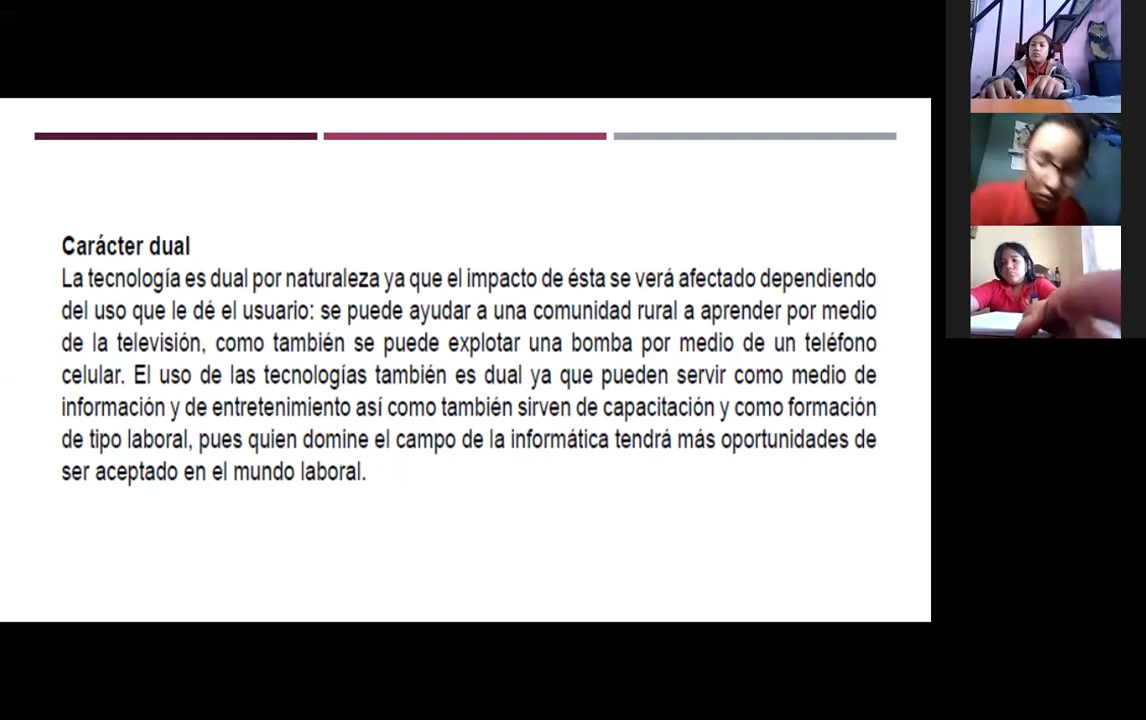 Carácter dual
La tecnología es dual por naturaleza ya que el impacto de ésta se verá afectado dependiendo
del uso que le dé el usuario: se puede ayudar a una comunidad rural a aprender por medio
de la televisión, como también se puede explotar una bomba por medio de un teléfono
celular. El uso de las tecnologías también es dual ya que pueden servir como medio de
información y de entretenimiento así como también sirven de capacitación y como formación
de tipo laboral, pues quien domine el campo de la informática tendrá más oportunidades de
ser aceptado en el mundo laboral.